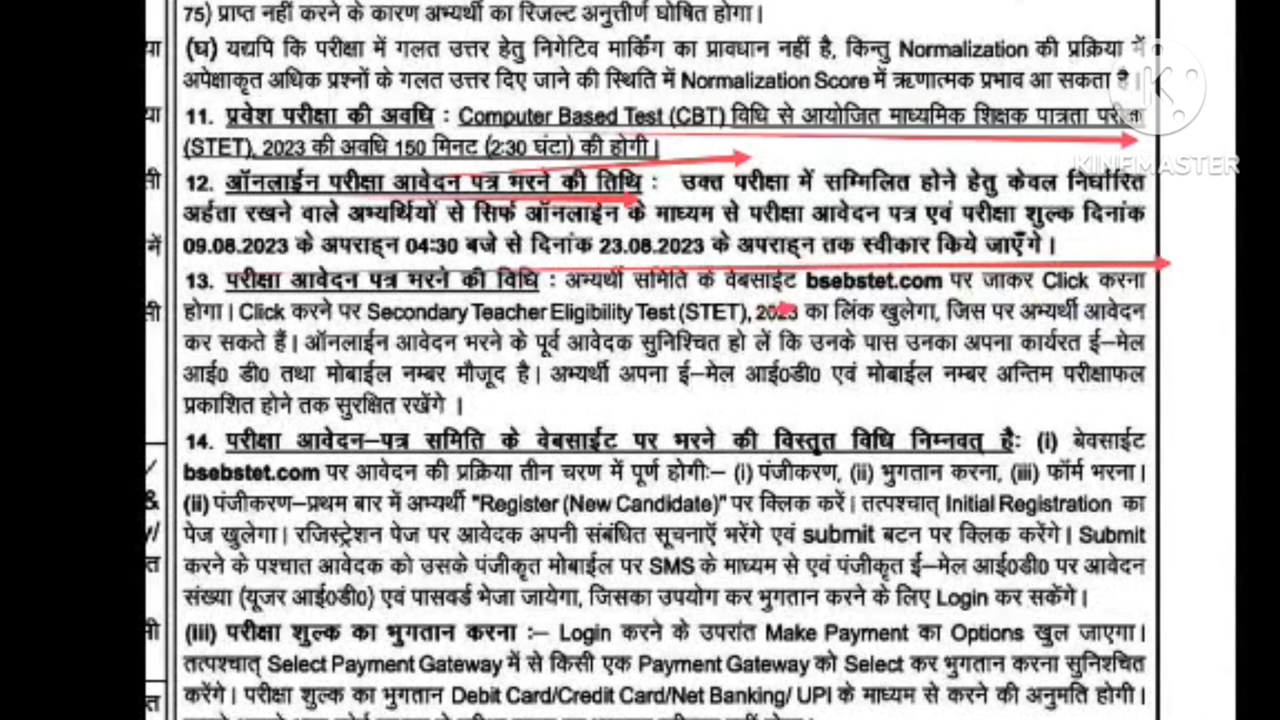 75) प्राप्त नहीं करने के कारण अभ्यर्थी का रिजल्ट अनुत्तीर्ण घोषित होगा।
(घ) यद्यपि कि परीक्षा में गलत उत्तर हेतु निगेटिव मार्किंग का प्रावधान नहीं है, किन्तु Normalization की प्रक्रिया में
अपेक्षाकृत अधिक प्रश्नों के गलत उत्तर दिए जाने की स्थिति में Normalization Score में ऋणात्मक प्रभाव आ सकता है।
11. प्रवेश परीक्षा की अवधि : Computer Based Test (CBT) विधि से आयोजित माध्यमिक शिक्षक पात्रता परीक्षा
(STET), 2023 की अवधि 150 मिनट (2:30 घंटा) की होगी।
12. ऑनलाईन परीक्षा आवेदन पत्र भरने की तिथि : उक्त परीक्षा में सम्मिलित होने हेतु केवल निर्धारित
अर्हता रखने वाले अभ्यर्थियों से सिर्फ ऑनलाईन के माध्यम से परीक्षा आवेदन पत्र एवं परीक्षा शुल्क दिनांक
09.08.2023 के अपराह्न 04:30 बजे से दिनांक 23.08.2023 के अपराह्न तक स्वीकार किये जाएँगे।
13. परीक्षा आवेदन पत्र भरने की विधि : अभ्यर्थी समिति के वेबसाईट bsebstet.com पर जाकर Click करना
होगा। Click करने पर Secondary Teacher Eligibility Test (STET), 2023 का लिंक खुलेगा, जिस पर अभ्यर्थी आवेदन
कर सकते हैं। ऑनलाईन आवेदन भरने के पूर्व आवेदक सुनिश्चित हो लें कि उनके पास उनका अपना कार्यरत ई–मेल
आई0 डी0 तथा मोबाईल नम्बर मौजूद है। अभ्यर्थी अपना ई–मेल आई0डी0 एवं मोबाईल नम्बर अन्तिम परीक्षाफल
प्रकाशित होने तक सुरक्षित रखेंगे ।
14. परीक्षा आवेदन–पत्र समिति के वेबसाईट पर भरने की विस्तृत विधि निम्नवत् हैः (i) बेवसाईट
bsebstet.com पर आवेदन की प्रक्रिया तीन चरण में पूर्ण होगीः– (i) पंजीकरण, (ii) भुगतान करना, (iii) फॉर्म भरना।
(ii) पंजीकरण–प्रथम बार में अभ्यर्थी "Register (New Candidate)" पर क्लिक करें। तत्पश्चात् Initial Registration का
पेज खुलेगा। रजिस्ट्रेशन पेज पर आवेदक अपनी संबंधित सूचनाऍ भरेंगे एवं submit बटन पर क्लिक करेंगे। Submit
करने के पश्चात आवेदक को उसके पंजीकृत मोबाईल पर SMS के माध्यम से एवं पंजीकृत ई–मेल आई0डी0 पर आवेदन
संख्या (यूजर आई0डी0) एवं पासवर्ड भेजा जायेगा, जिसका उपयोग कर भुगतान करने के लिए Login कर सकेंगे।
(iii) परीक्षा शुल्क का भुगतान करना :– Login करने के उपरांत Make Payment का Options खुल जाएगा।
तत्पश्चात् Select Payment Gateway में से किसी एक Payment Gateway को Select कर भुगतान करना सुनिश्चित
करेंगे। परीक्षा शुल्क का भुगतान Debit Card/Credit Card/Net Banking/ UPI के माध्यम से करने की अनुमति होगी।
KINEMASTER